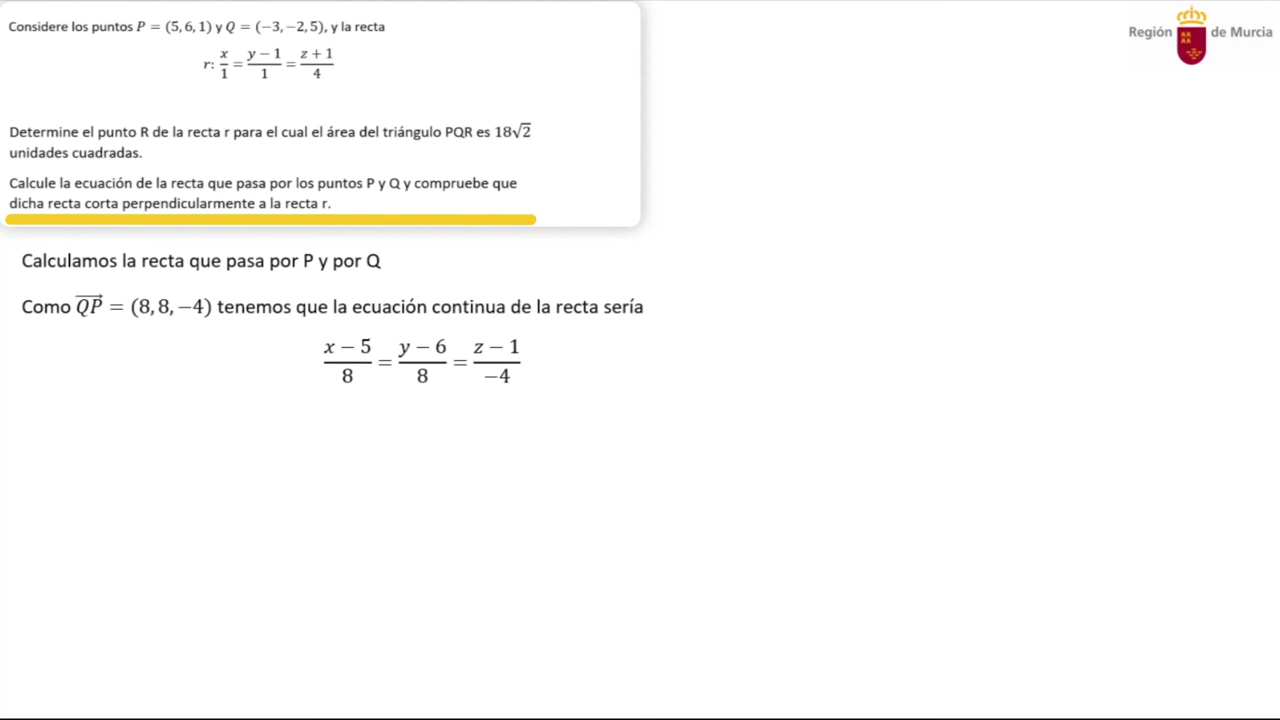 Considere los puntos P = (5, 6, 1) y Q = (−3, −2, 5), y la recta
r: x/1 = (y − 1)/1 = (z + 1)/4
Región de Murcia
Determine el punto R de la recta r para el cual el área del triángulo PQR es 18√2
unidades cuadradas.
Calcule la ecuación de la recta que pasa por los puntos P y Q y compruebe que
dicha recta corta perpendicularmente a la recta r.
Calculamos la recta que pasa por P y por Q
Como \overrightarrow{QP} = (8, 8, −4) tenemos que la ecuación continua de la recta sería
(x − 5)/8 = (y − 6)/8 = (z − 1)/−4